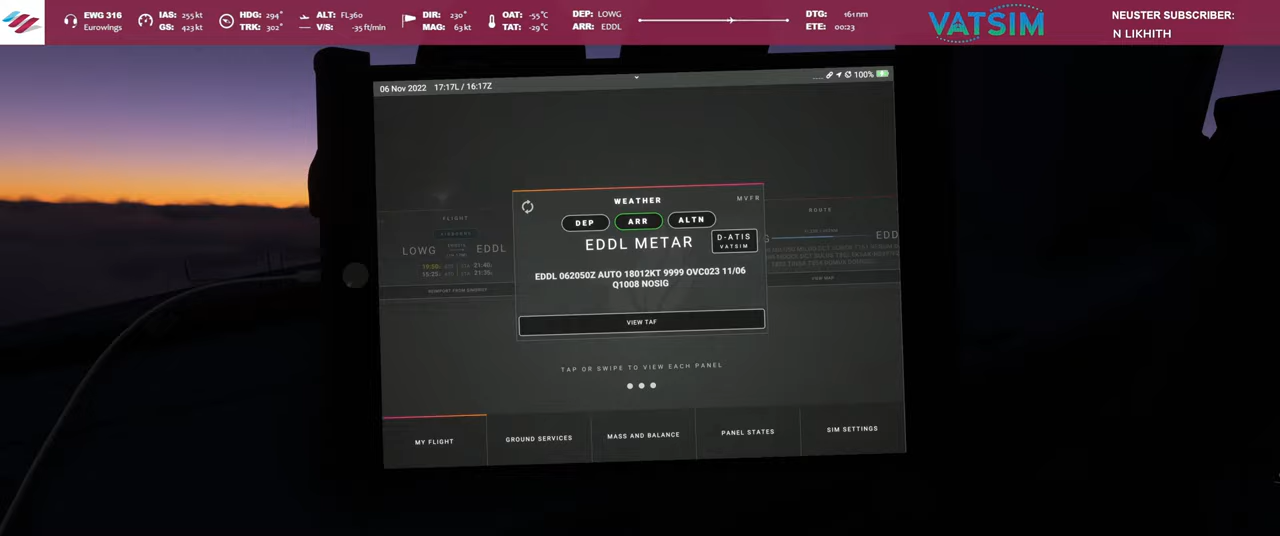 EWG 316
Eurowings
IAS: 255 kt
GS: 423 kt
HDG: 294°
TRK: 302°
ALT: FL360
V/S: -35 ft/min
DIR: 230°
MAG: 63 kt
OAT: -55°C
TAT: -29°C
DEP: LOWG
ARR: EDDL
DTG: 161 nm
ETE: 00:23
VATSIM
NEUSTER SUBSCRIBER:
N LIKHITH
06 Nov 2022 17:17L / 16:17Z
100%
FLIGHT
LOWG EDDL
WEATHER
MVFR
DEP ARR ALTN
EDDL METAR
D-ATIS
VATSIM
EDDL 062050Z AUTO 18012KT 9999 OVC023 11/06
Q1008 NOSIG
VIEW TAF
ROUTE
VIEW MAP
TAP OR SWIPE TO VIEW EACH PANEL
MY FLIGHT
GROUND SERVICES
MASS AND BALANCE
PANEL STATES
SIM SETTINGS